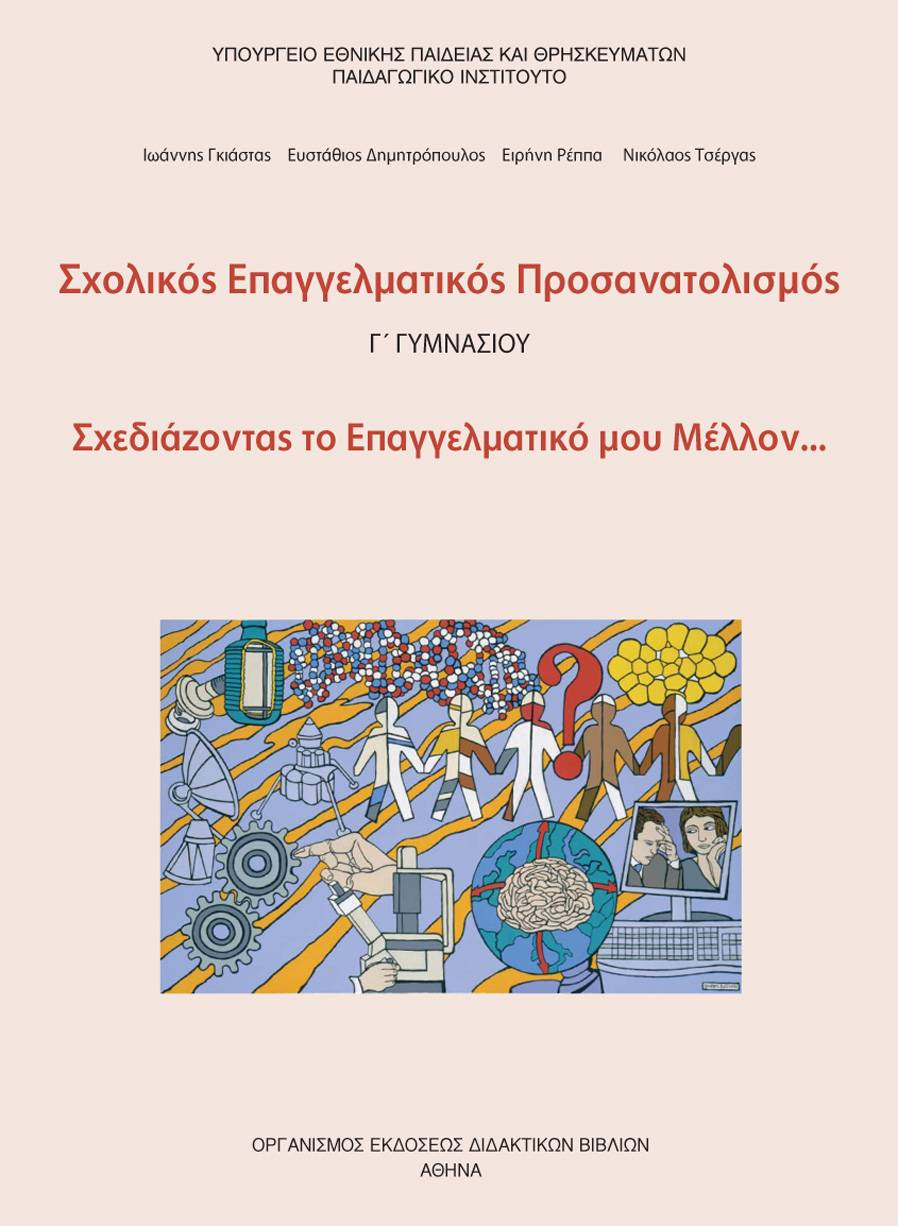 ΥΠΟΥΡΓΕΙΟ ΕΘΝΙΚΗΣ ΠΑΙΔΕΙΑΣ ΚΑΙ ΘΡΗΣΚΕΥΜΑΤΩΝ
ΠΑΙΔΑΓΩΓΙΚΟ ΙΝΣΤΙΤΟΥΤΟ
Ιωάννης Γκιάστας Ευστάθιος Δημητρόπουλος Ειρήνη Ρέππα Νικόλαος Τσέργας
Σχολικός Επαγγελματικός Προσανατολισμός
Γ΄ ΓΥΜΝΑΣΙΟΥ
Σχεδιάζοντας το Επαγγελματικό μου Μέλλον...
?
ΟΡΓΑΝΙΣΜΟΣ ΕΚΔΟΣΕΩΣ ΔΙΔΑΚΤΙΚΩΝ ΒΙΒΛΙΩΝ
ΑΘΗΝΑ